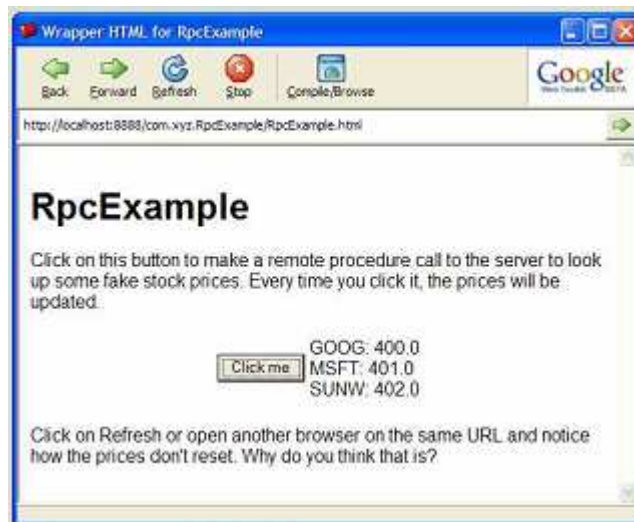 Wrapper HTML for RpcExample
Back Forward Refresh Stop Compile/Browse
Google
Web Toolkit BETA
http://localhost:8888/com.xyz.RpcExample/RpcExample.html
RpcExample
Click on this button to make a remote procedure call to the server to look
up some fake stock prices. Every time you click it, the prices will be
updated.
GOOG: 400.0
Click me MSFT: 401.0
SUNW: 402.0
Click on Refresh or open another browser on the same URL and notice
how the prices don't reset. Why do you think that is?